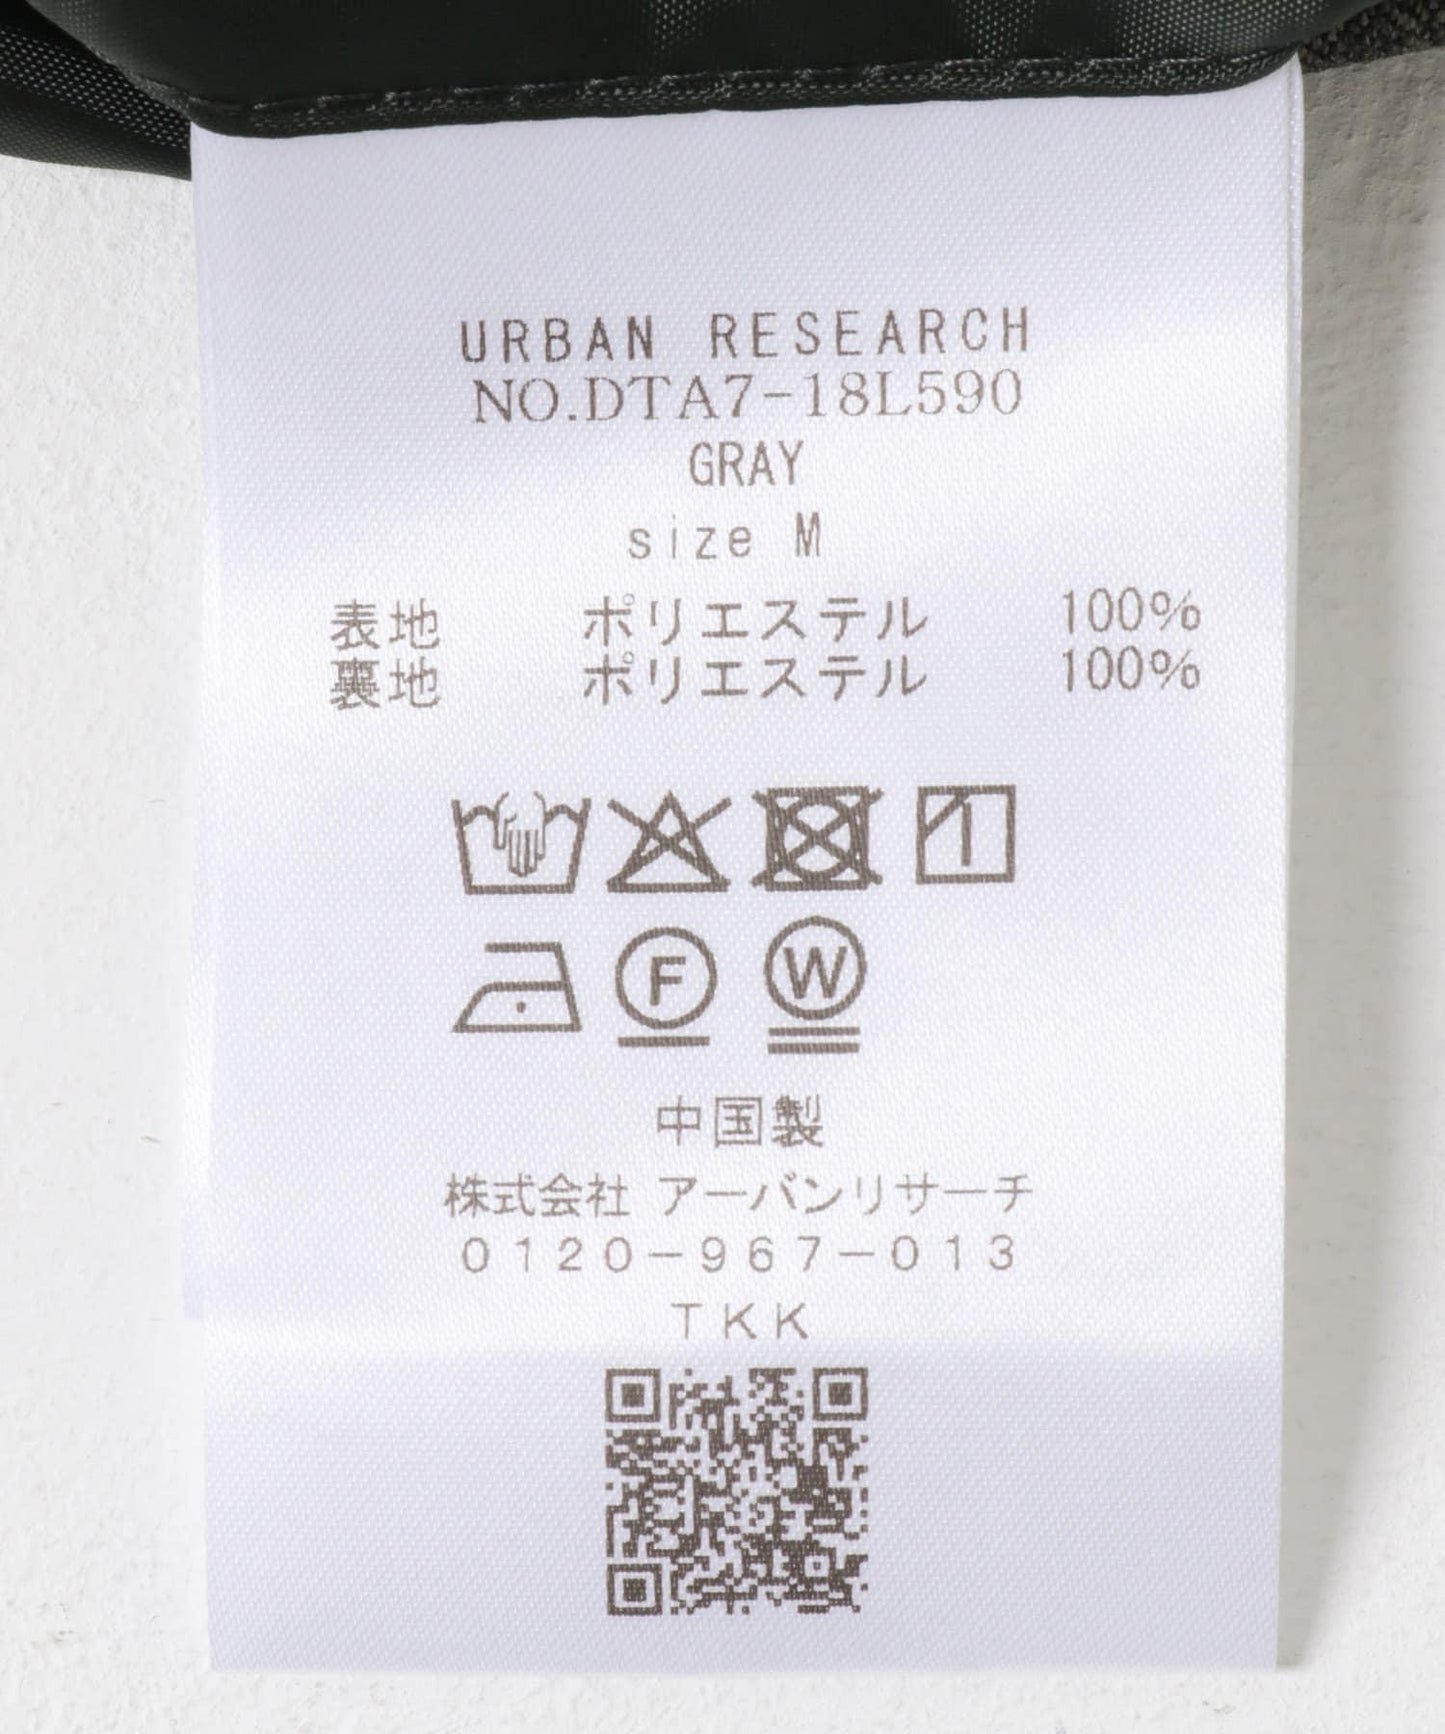 URBAN RESEARCH
NO.DTA7-18L590
GRAY
size M
表地 ポリエステル 100%
裏地 ポリエステル 100%
F W
中国製
株式会社 アーバンリサーチ
0120-967-013
TKK